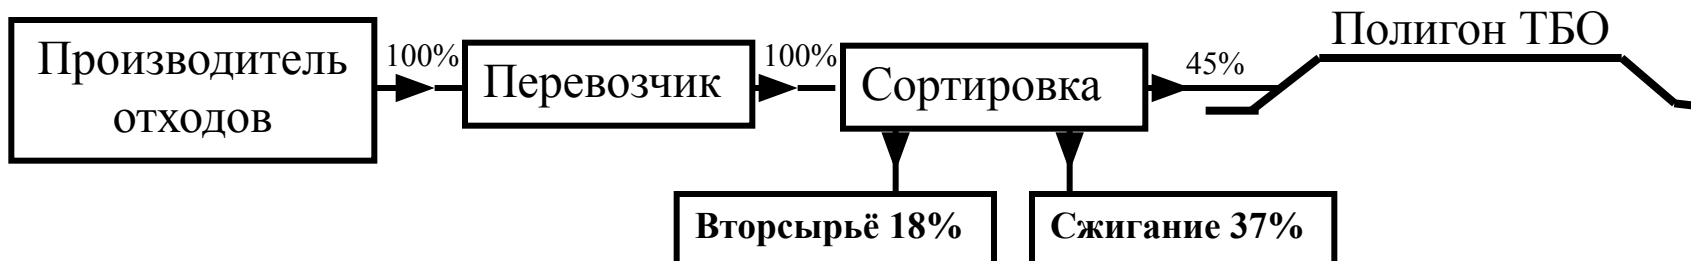 Производитель
отходов
100%
Перевозчик
100%
Сортировка
45%
Полигон ТБО
Вторсырьё 18%
Сжигание 37%